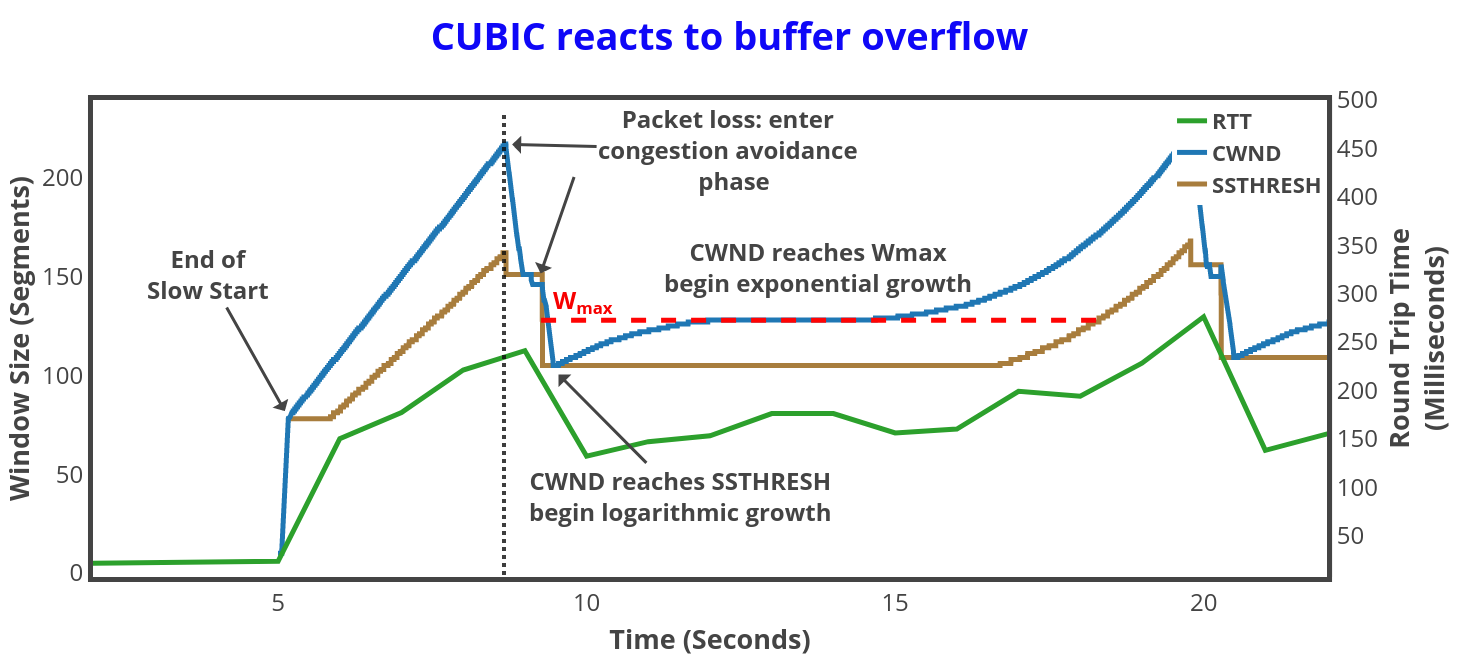 CUBIC reacts to buffer overflow
Packet loss: enter
congestion avoidance
phase
RTT
CWND
SSTHRESH
End of
Slow Start
CWND reaches Wmax
begin exponential growth
Wmax
CWND reaches SSTHRESH
begin logarithmic growth
Window Size (Segments)
200
150
100
50
0
500
450
400
350
300
250
200
150
100
50
Round Trip Time
(Milliseconds)
5
10
15
20
Time (Seconds)